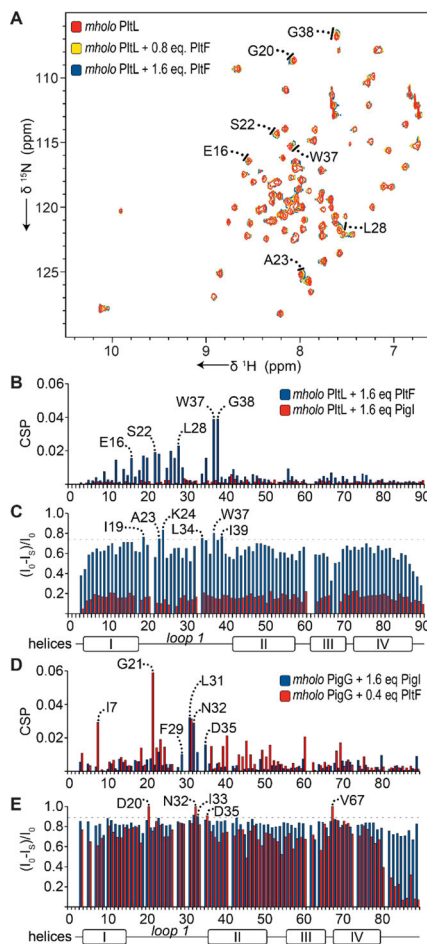 A
mholo PltL
mholo PltL + 0.8 eq. PltF
mholo PltL + 1.6 eq. PltF
G38
G20
S22
E16
W37
L28
A23
110
115
120
125
δ ¹⁵N (ppm)
10 9 8 7
δ ¹H (ppm)
B
0.06
0.04
0.02
CSP
mholo PltL + 1.6 eq PltF
mholo PltL + 1.6 eq PigI
W37
G38
S22
L28
E16
0 10 20 30 40 50 60 70 80 90
C
1.0
0.8
0.6
0.4
0.2
(I₀-Iₛ)/I₀
A23
K24
I19
L34
W37
I39
0 10 20 30 40 50 60 70 80 90
helices I loop 1 II III IV
D
0.06
0.04
0.02
CSP
mholo PigG + 1.6 eq PigI
mholo PigG + 0.4 eq PltF
G21
L31
I7
N32
F29
D35
0 10 20 30 40 50 60 70 80
E
1.0
0.8
0.6
0.4
0.2
(I₀-Iₛ)/I₀
D20
N32
I33
D35
V67
0 10 20 30 40 50 60 70 80
helices I loop 1 II III IV